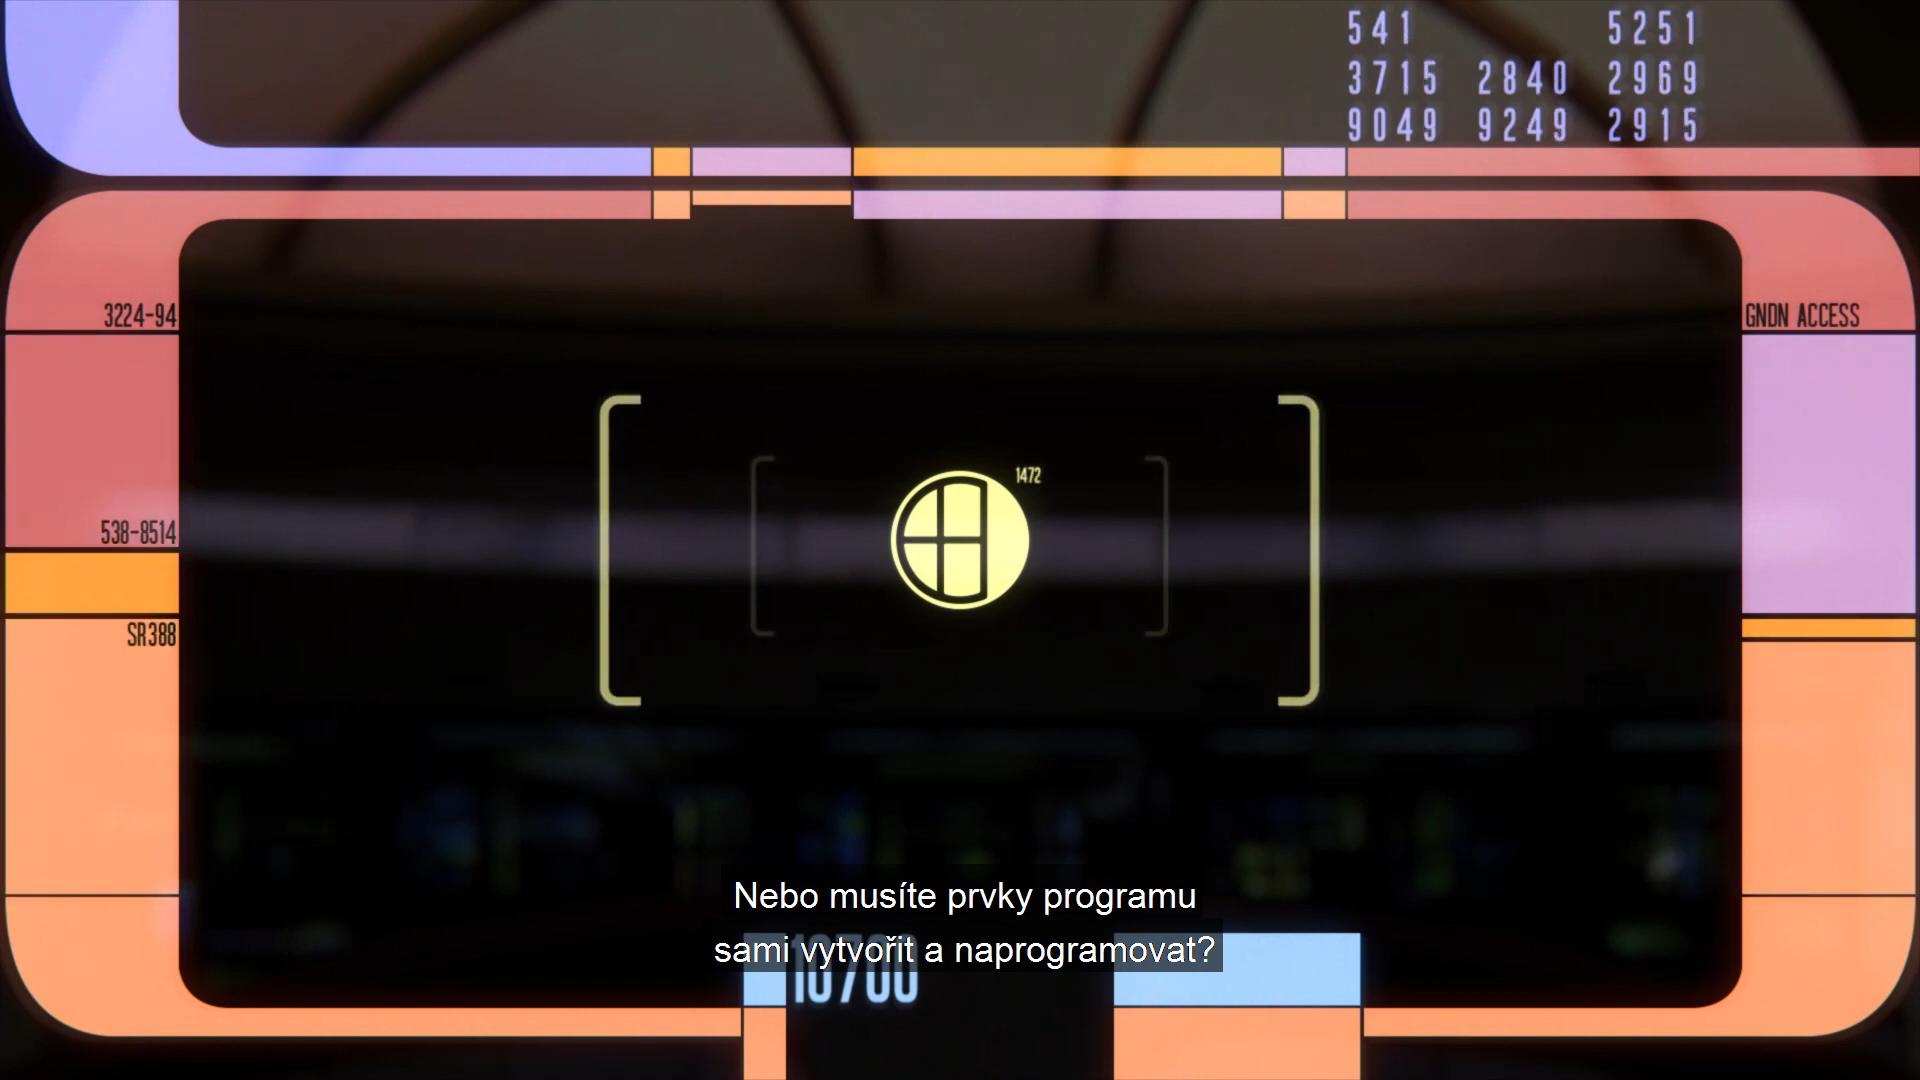 541 5251
3715 2840 2969
9049 9249 2915
3224-94
GNDN ACCESS
1472
538-8514
SR388
Nebo musíte prvky programu
sami vytvořit a naprogramovat?
10700